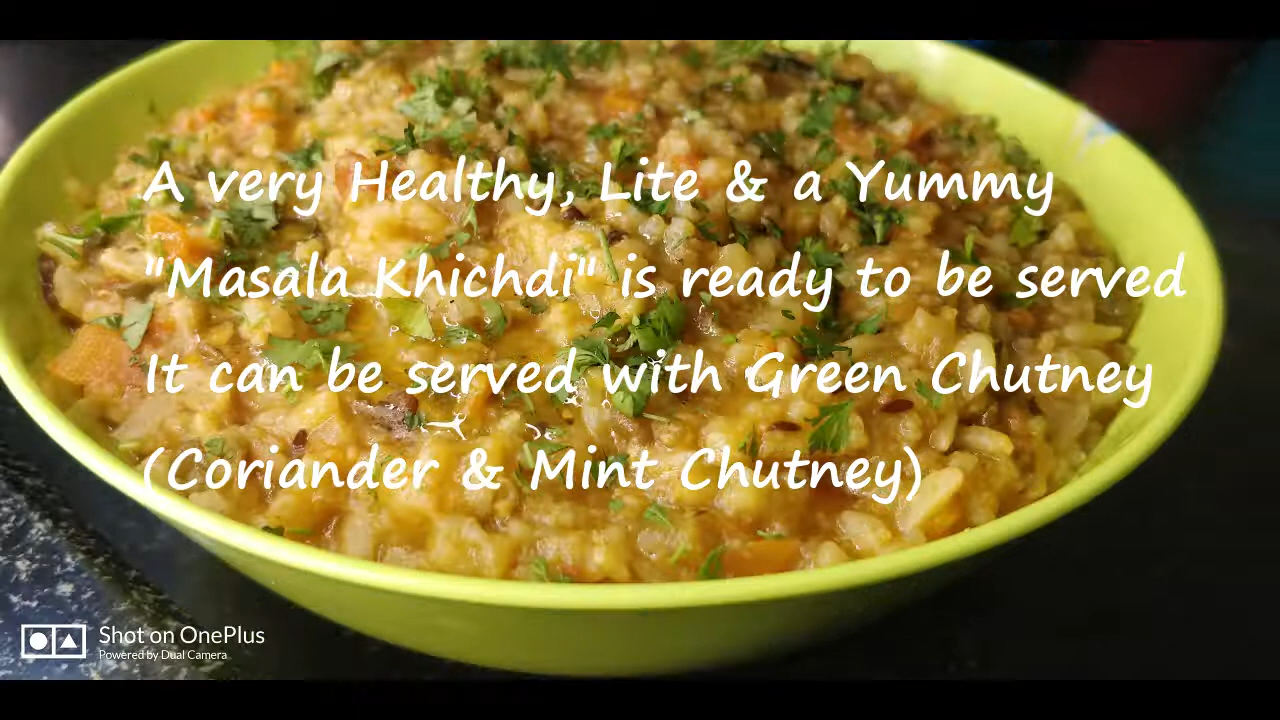 A very Healthy, Lite & a Yummy
"Masala Khichdi" is ready to be served
It can be served with Green Chutney
(Coriander & Mint Chutney)
Shot on OnePlus
Powered by Dual Camera